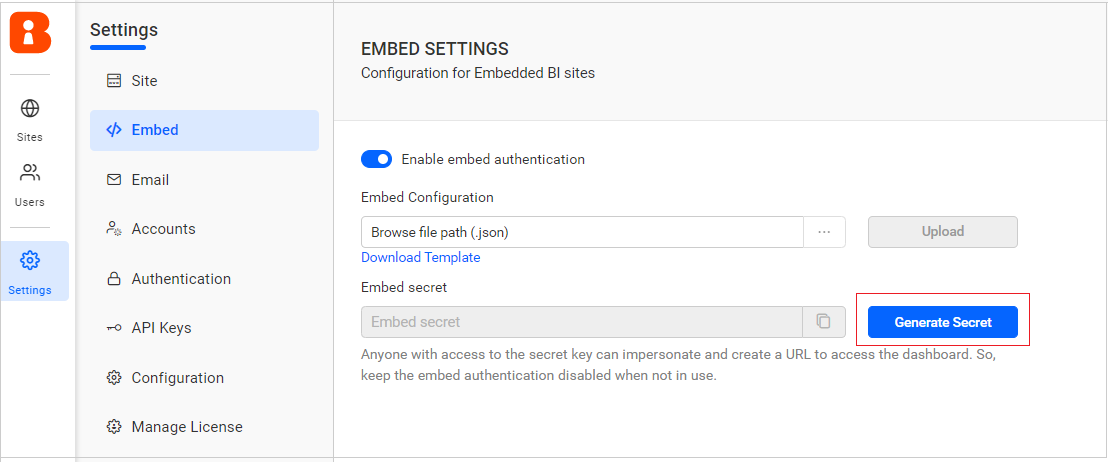 Sites
Users
Settings
Settings
Site
Embed
Email
Accounts
Authentication
API Keys
Configuration
Manage License
EMBED SETTINGS
Configuration for Embedded BI sites
Enable embed authentication
Embed Configuration
Browse file path (.json)
...
Upload
Download Template
Embed secret
Embed secret
Generate Secret
Anyone with access to the secret key can impersonate and create a URL to access the dashboard. So,
keep the embed authentication disabled when not in use.